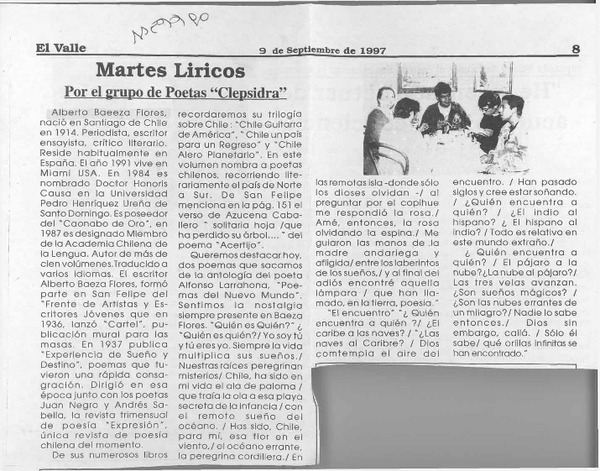 El Valle
9 de Septiembre de 1997
8
Martes Liricos
Por el grupo de Poetas “Clepsidra”
Alberto Baeeza Flores,
nació en Santiago de Chile
en 1914. Periodista, escritor
ensayista, crítico literario.
Reside habitualmente en
España. El año 1991 vive en
Miami USA. En 1984 es
nombrado Doctor Honoris
Causa en la Universidad
Pedro Henríquez Ureña de
Santo Domingo. Es poseedor
del “Caonabo de Oro”, en
1987 es designado Miembro
de la Academia Chilena de
la Lengua. Autor de más de
cien volúmenes. Traducido a
varios idiomas. El escritor
Alberto Baeza Flores, formó
parte en San Felipe del
“Frente de Artistas y Es-
critores Jóvenes que en
1936, lanzó “Cartel”, pu-
blicación mural para las
masas. En 1937 publica
“Experiencia de Sueño y
Destino”, poemas que tu-
vieron una rápida consa-
gración. Dirigió en esa
época junto con los poetas
Juan Negro y Andrés Sa-
bella, la revista trimensual
de poesía “Expresión”,
única revista de poesía
chilena del momento.
De sus numerosos libros
recordaremos su trilogía
sobre Chile : “Chile Guitarra
de América”, “ Chile un país
para un Regreso” y “Chile
Alero Planetario”. En este
volumen nombra a poetas
chilenos, recorriendo lite-
rariamente el país de Norte
a Sur. De San Felipe
menciona en la pág. 151 el
verso de Azucena Caba-
llero “ solitaria hoja /que
ha perdido su árbol.... “ del
poema “Acertijo”.
Queremos destacar hoy,
dos poemas que sacamos
de la antología del poeta
Alfonso Larrahona, “Poe-
mas del Nuevo Mundo”.
Sentimos la nostalgia
siempre presente en Baeza
Flores. “Quién es Quién?” ¿
“Quién es quién?/ Yo soy tú
y tú eres yo. Siempre la vida
multiplica sus sueños./
Nuestras raíces peregrinan
misterios/ Chile, ha sido en
mi vida el ala de paloma /
que traía la ola a esa playa
secreta de la infancia / con
el remoto sueño del
océano. / Has sido, Chile,
para mí, esa flor en el
viento,/ el océano errante,
la peregrina cordillera./ En
las remotas isla -donde sólo
los dioses olvidan -/ al
preguntar por el copihue
me respondió la rosa./
Amé, entonces, la rosa
olvidando la espina./ Me
guiaron las manos de la
madre andariega y
afligida/ entre los laberintos
de los sueños,/ y al final del
adiós encontré aquella
lámpara / que han lla-
mado, en la tierra, poesía.”
“El encuentro” “¿ Quién
encuentra a quién ?/ ¿El
caribe a las naves? / “¿Las
naves al Caribe? / Dios
comtempla el aire del
encuentro. / Han pasado
siglos y cree estar soñando.
/ ¿Quién encuentra a
quién? / ¿El indio al
hispano? / ¿ El hispano al
indio? / Todo es relativo en
este mundo extraño./
¿ Quién encuentra a
quién? / El pájaro a la
nube?¿La nube al pájaro?/
Las tres velas avanzan.
¿Son sueños mágicos? /
¿Son las nubes errantes de
un milagro?/ Nadie lo sabe
entonces./ Dios sin
embargo, calló. / Sólo él
sabe/ qué orillas infinitas se
han encontrado.”